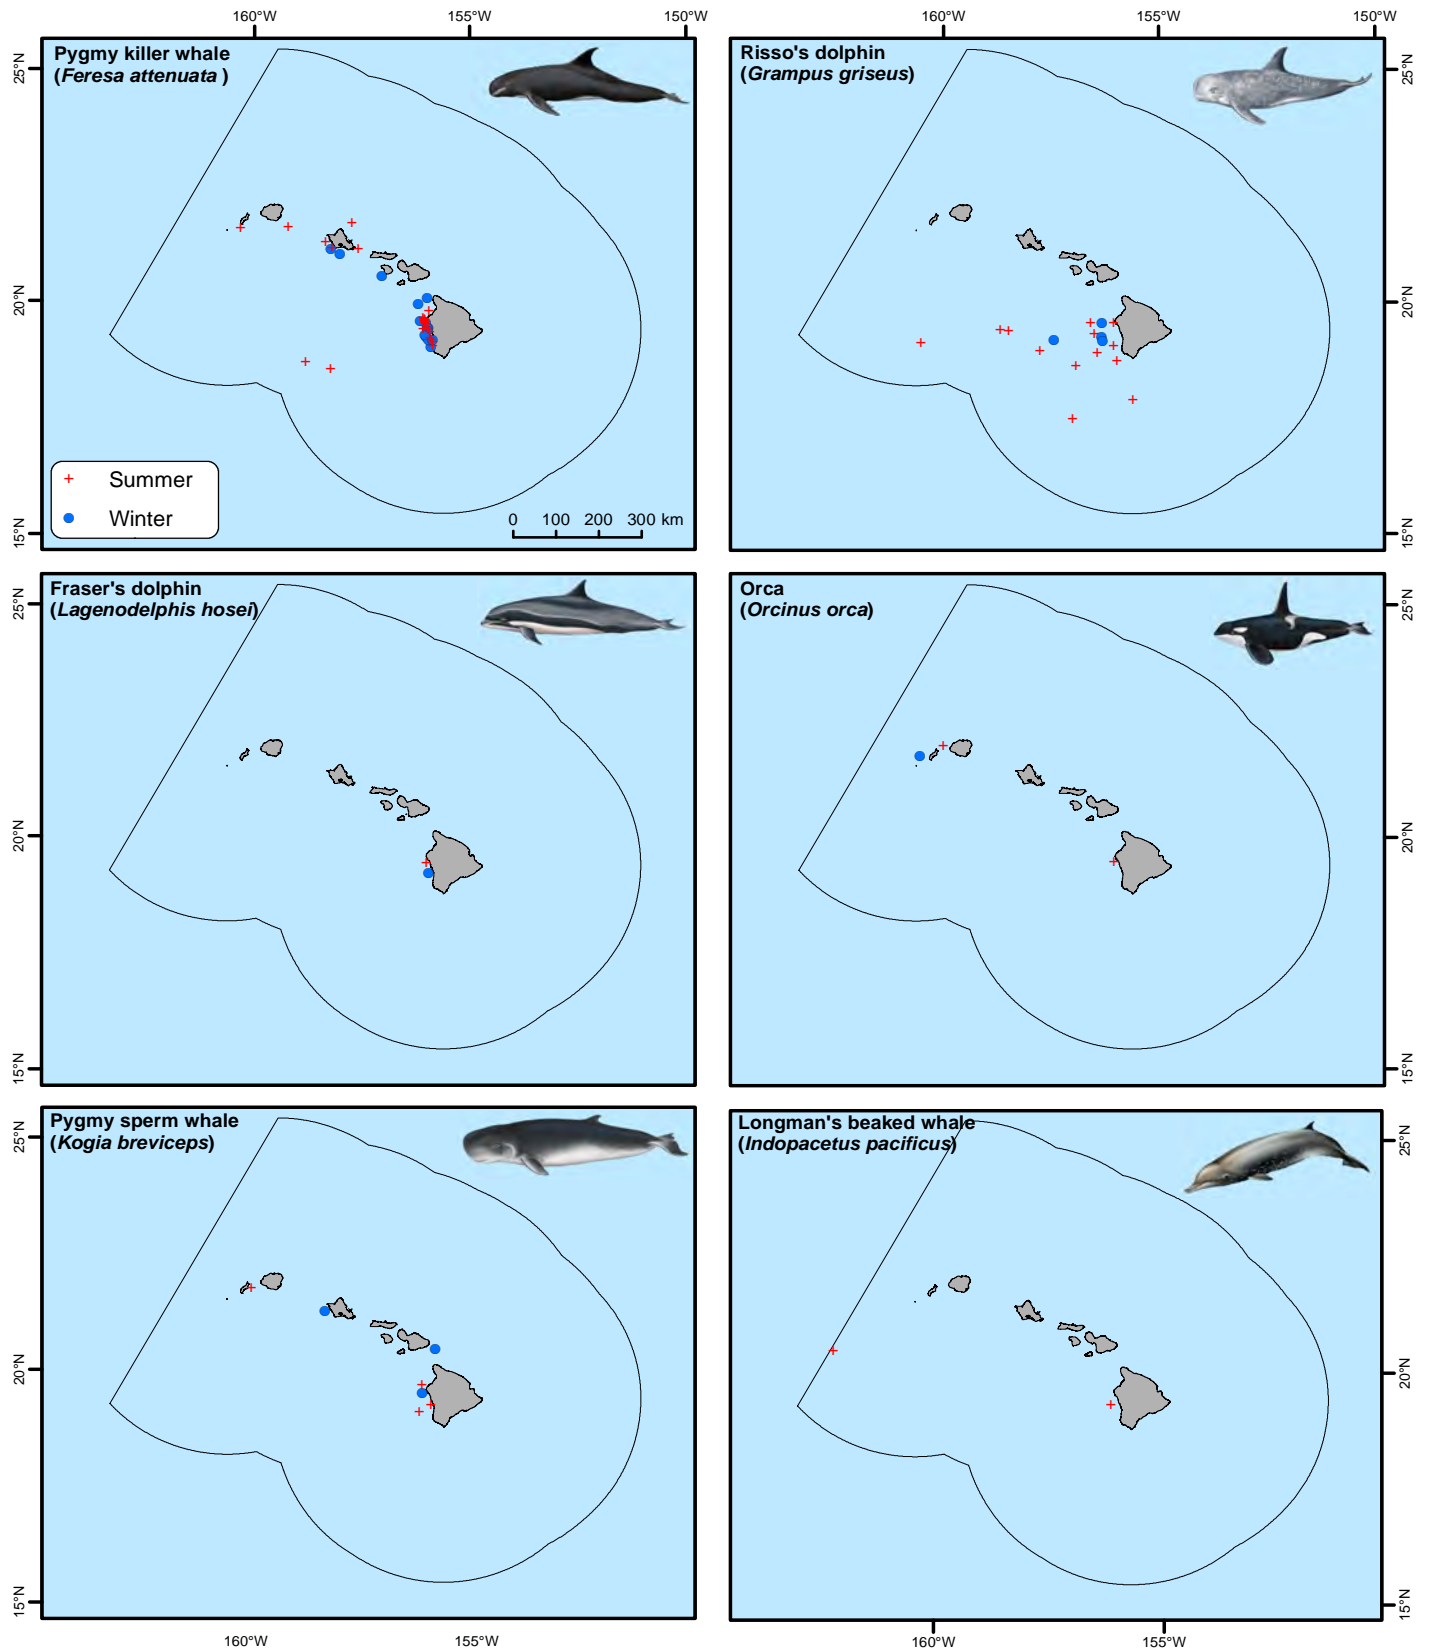 160°W 155°W 150°W 160°W 155°W 150°W
Pygmy killer whale
(Feresa attenuata )
Risso's dolphin
(Grampus griseus)
25°N
25°N
20°N
20°N
Summer
Winter
0 100 200 300 km
15°N
15°N
Fraser's dolphin
(Lagenodelphis hosei)
Orca
(Orcinus orca)
25°N
25°N
20°N
20°N
15°N
15°N
Pygmy sperm whale
(Kogia breviceps)
Longman's beaked whale
(Indopacetus pacificus)
25°N
25°N
20°N
20°N
15°N
15°N
160°W 155°W 160°W 155°W